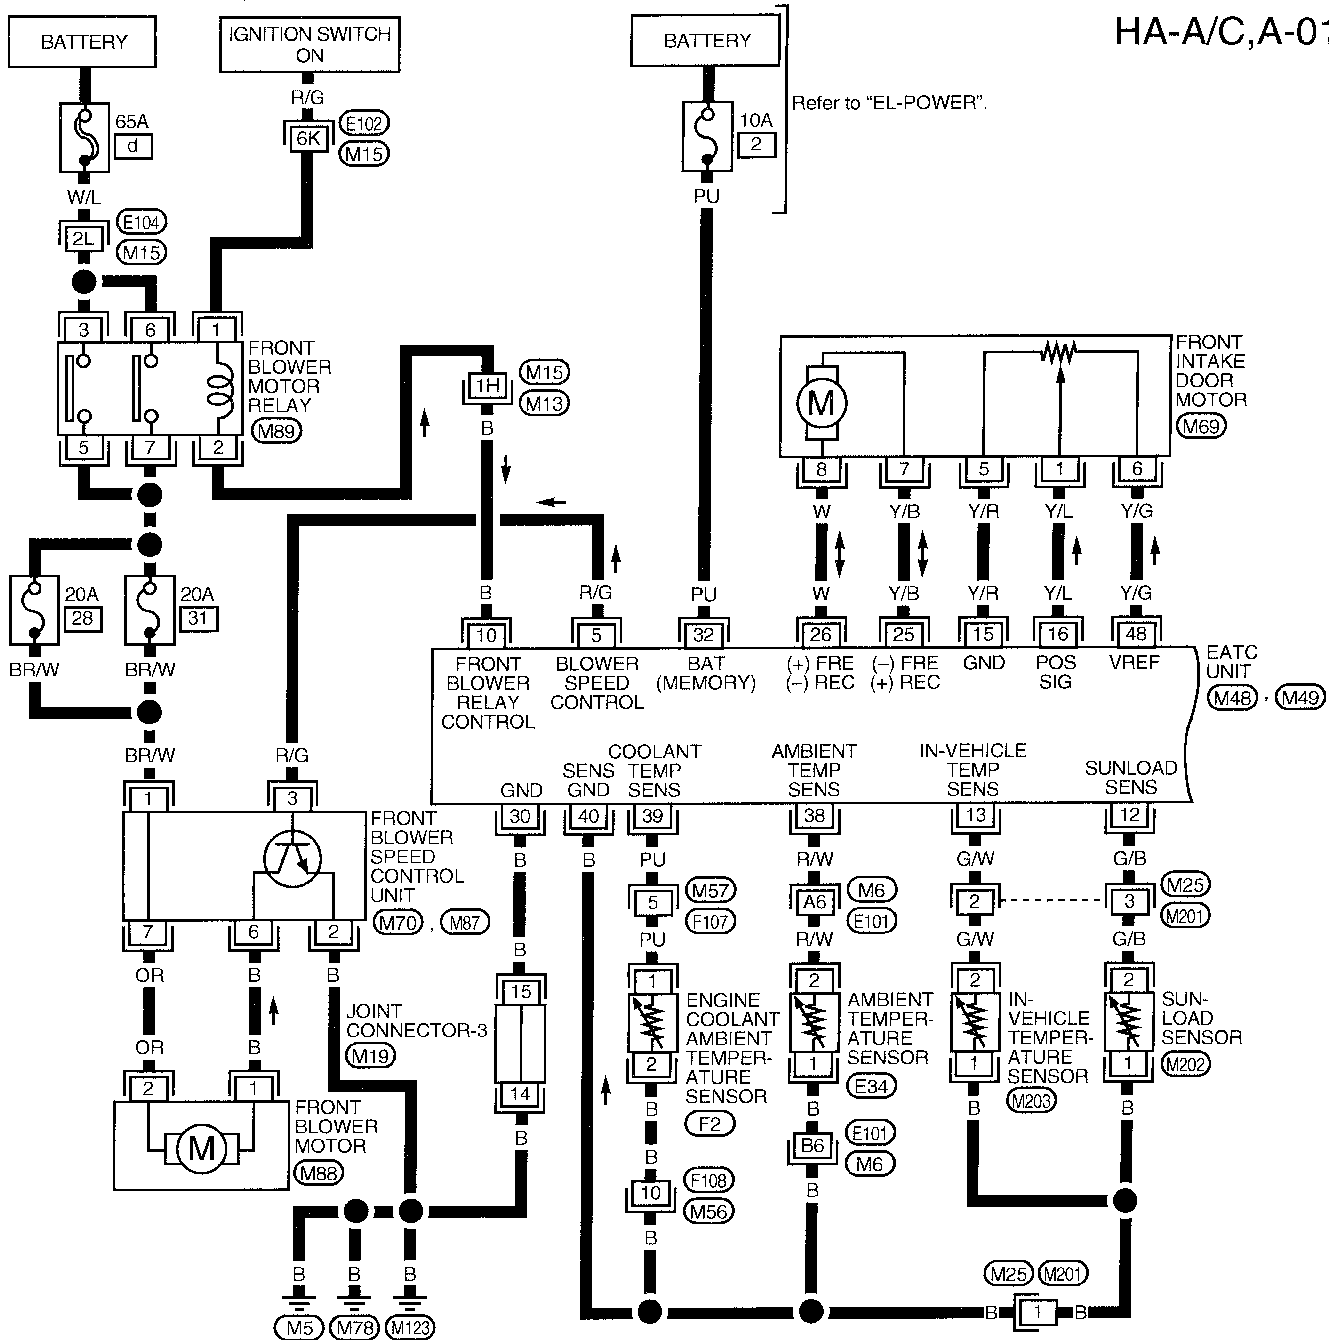 BATTERY
IGNITION SWITCH
ON
BATTERY
HA-A/C,A-01
R/G
6K
E102
M15
65A
d
10A
2
Refer to "EL-POWER".
W/L
PU
2L
E104
M15
3
6
1
FRONT
BLOWER
MOTOR
RELAY
M89
5
7
2
1H
M15
M13
B
FRONT
INTAKE
DOOR
MOTOR
M69
M
8
7
5
1
6
W
Y/B
Y/R
Y/L
Y/G
20A
28
20A
31
B
R/G
PU
W
Y/B
Y/R
Y/L
Y/G
10
5
32
26
25
15
16
48
BR/W
BR/W
FRONT
BLOWER
RELAY
CONTROL
BLOWER
SPEED
CONTROL
BAT
(MEMORY)
(+) FRE
(–) REC
(–) FRE
(+) REC
GND
POS
SIG
VREF
EATC
UNIT
M48 , M49
BR/W
R/G
GND
SENS
GND
COOLANT
TEMP
SENS
AMBIENT
TEMP
SENS
IN-VEHICLE
TEMP
SENS
SUNLOAD
SENS
1
3
30
40
39
38
13
12
FRONT
BLOWER
SPEED
CONTROL
UNIT
M70 , M87
B
B
PU
R/W
G/W
G/B
5
M57
F107
A6
M6
E101
2
3
M25
M201
7
6
2
B
PU
R/W
G/W
G/B
OR
B
B
15
1
2
2
2
JOINT
CONNECTOR-3
M19
ENGINE
COOLANT
AMBIENT
TEMPER-
ATURE
SENSOR
F2
AMBIENT
TEMPER-
ATURE
SENSOR
E34
IN-
VEHICLE
TEMPER-
ATURE
SENSOR
M203
SUN-
LOAD
SENSOR
M202
OR
B
2
1
1
1
2
1
14
FRONT
BLOWER
MOTOR
M88
M
B
B
B
B
B
B6
E101
M6
B
10
F108
M56
B
B
B
B
B
M25
M201
B
1
B
M5
M78
M123